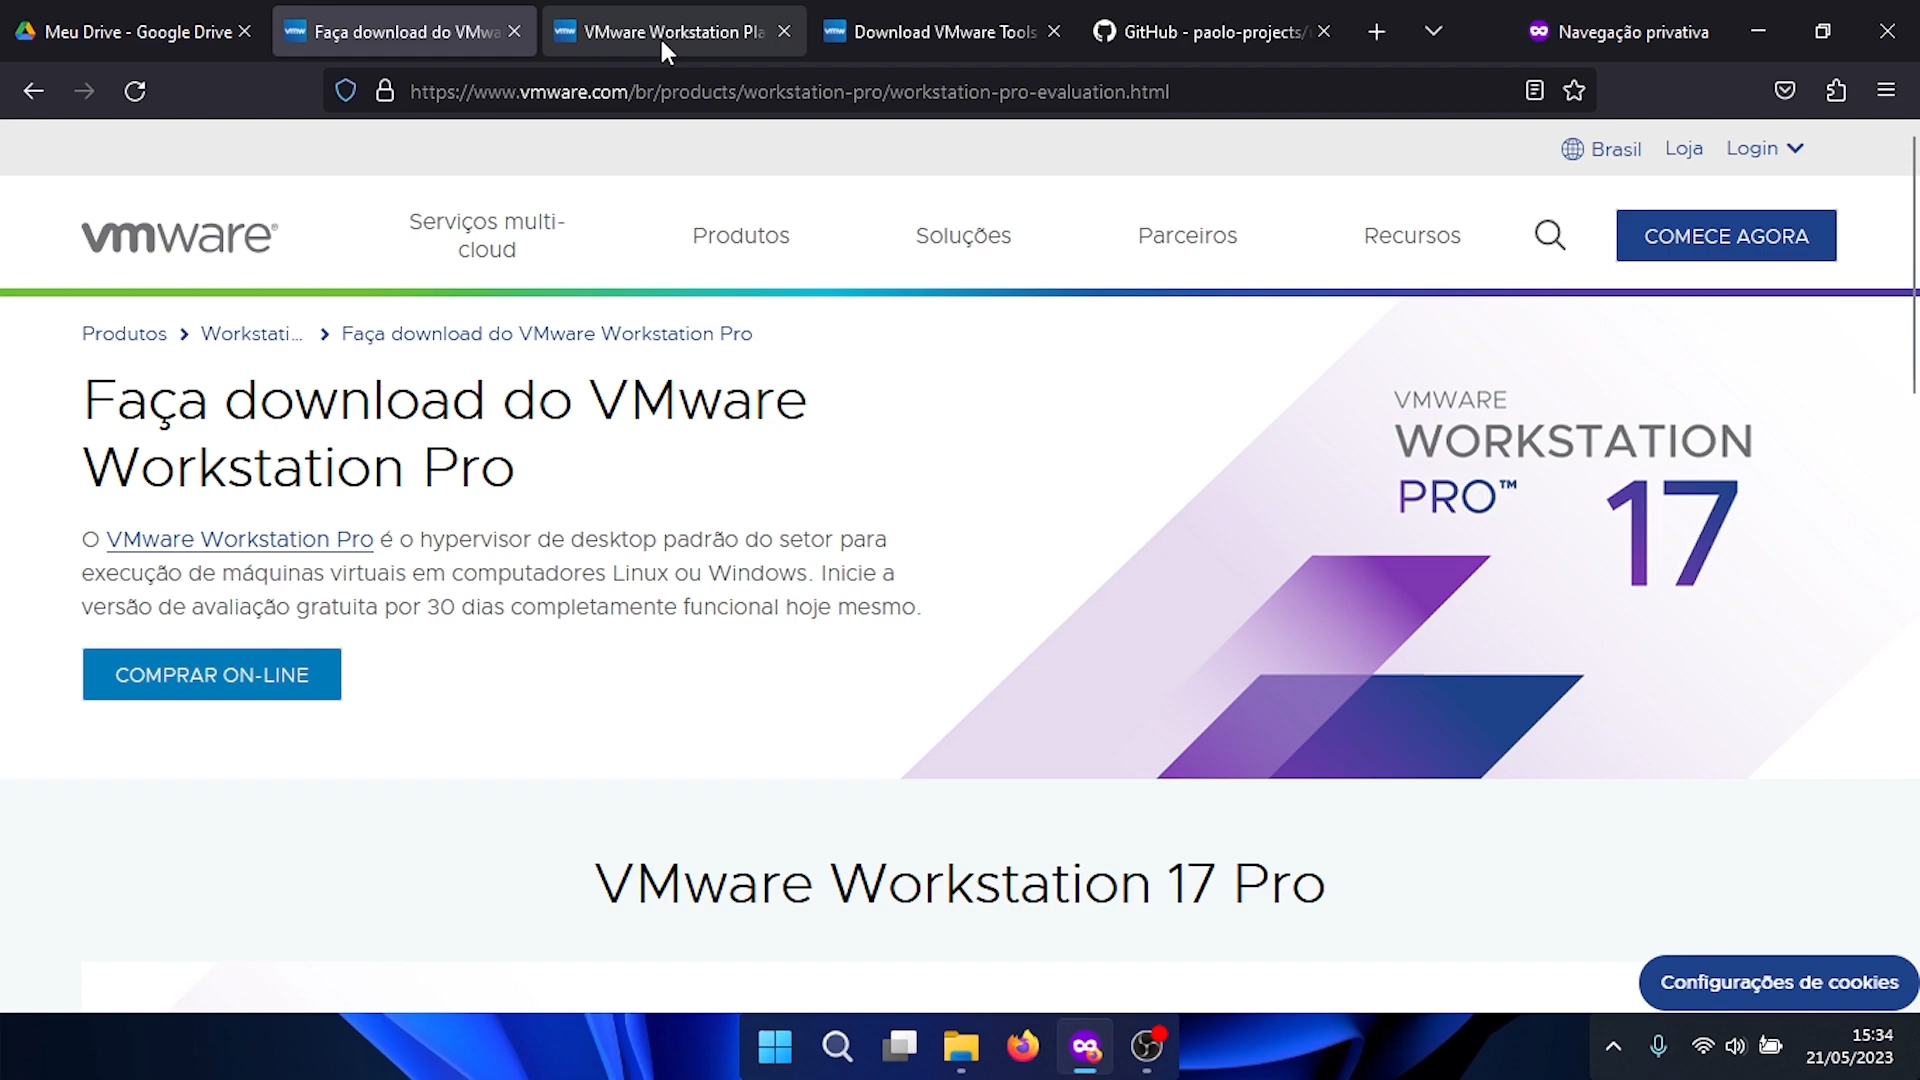 Meu Drive - Google Drive
Faça download do VMwa
VMware Workstation Pla
Download VMware Tools
GitHub - paolo-projects/
Navegação privativa
https://www.vmware.com/br/products/workstation-pro/workstation-pro-evaluation.html
Brasil
Loja
Login
vmware®
Serviços multi-
cloud
Produtos
Soluções
Parceiros
Recursos
COMECE AGORA
Produtos
Workstati...
Faça download do VMware Workstation Pro
Faça download do VMware
Workstation Pro
O VMware Workstation Pro é o hypervisor de desktop padrão do setor para
execução de máquinas virtuais em computadores Linux ou Windows. Inicie a
versão de avaliação gratuita por 30 dias completamente funcional hoje mesmo.
COMPRAR ON-LINE
VMWARE
WORKSTATION
PRO™ 17
VMware Workstation 17 Pro
Configurações de cookies
15:34
21/05/2023